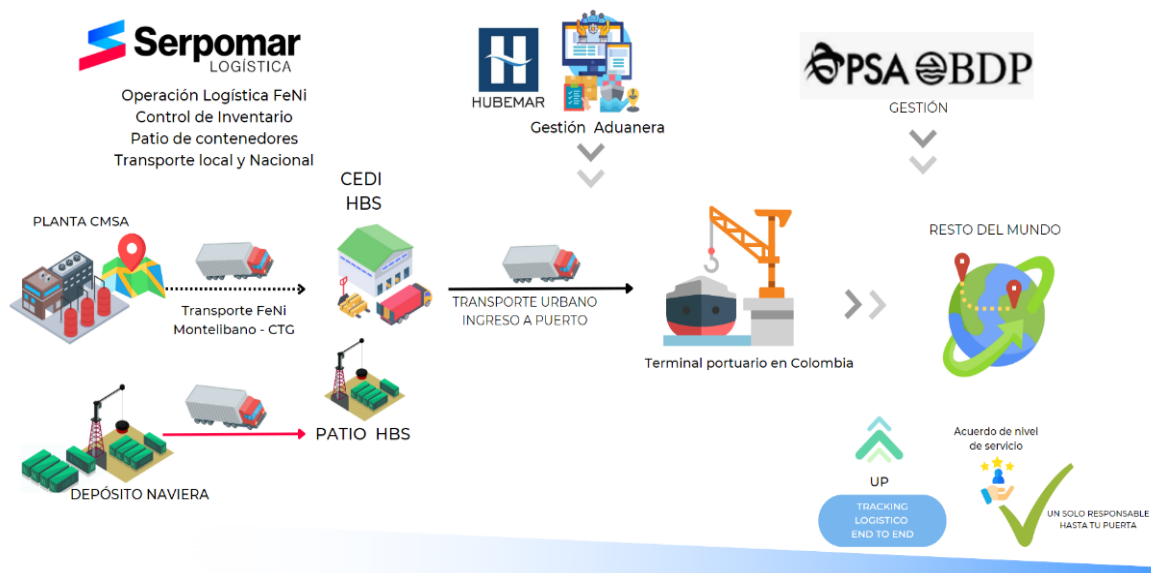 Serpomar
LOGÍSTICA
Operación Logística FeNi
Control de Inventario
Patio de contenedores
Transporte local y Nacional
H
HUBEMAR
Gestión Aduanera
PSA BDP
GESTIÓN
PLANTA CMSA
Transporte FeNi
Montelíbano - CTG
CEDI
HBS
TRANSPORTE URBANO
INGRESO A PUERTO
Terminal portuario en Colombia
RESTO DEL MUNDO
DEPÓSITO NAVIERA
PATIO HBS
UP
TRACKING
LOGISTICO
END TO END
Acuerdo de nivel
de servicio
UN SOLO RESPONSABLE
HASTA TU PUERTA